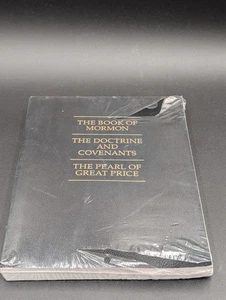 THE BOOK OF
MORMON
THE DOCTRINE
AND
COVENANTS
THE PEARL OF
GREAT PRICE